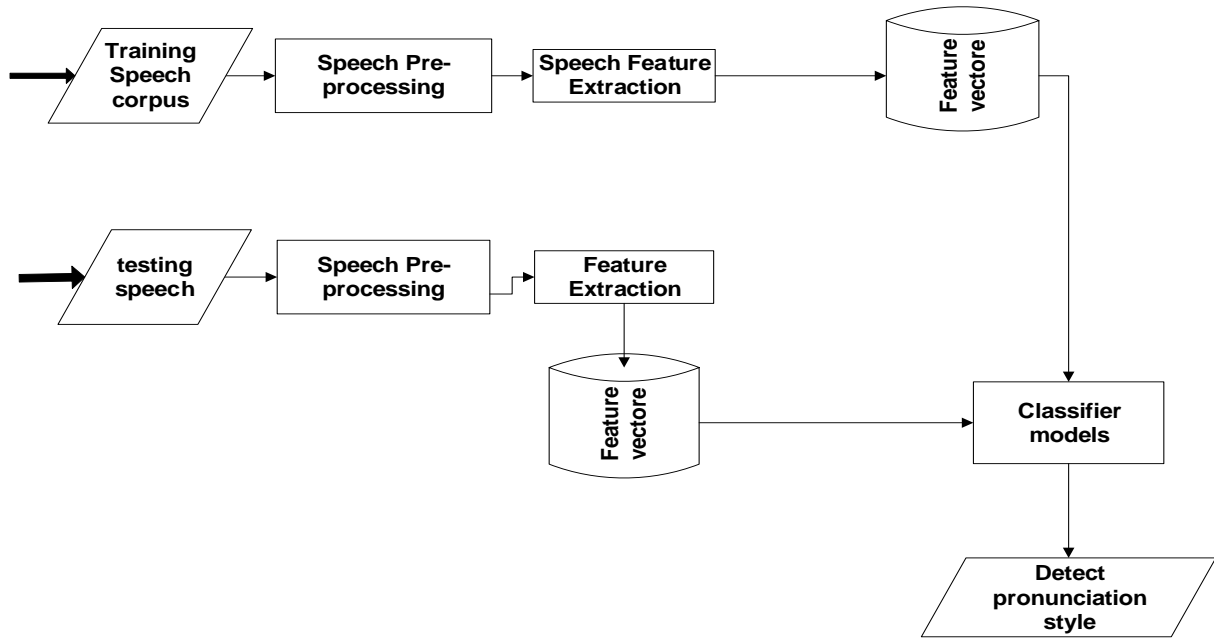 Training
Speech
corpus
Speech Pre-
processing
Speech Feature
Extraction
Feature
vectore
testing
speech
Speech Pre-
processing
Feature
Extraction
Feature
vectore
Classifier
models
Detect
pronunciation
style